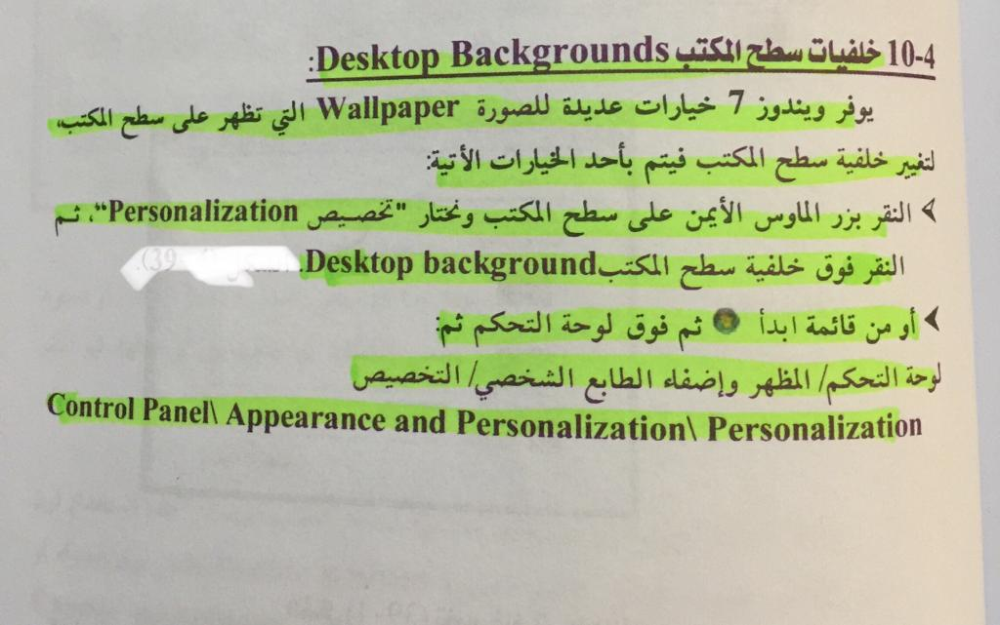 10-4 خلفيات سطح المكتب Desktop Backgrounds:
يوفر ويندوز 7 خيارات عديدة للصورة Wallpaper التي تظهر على سطح المكتب،
لتغيير خلفية سطح المكتب فيتم بأحد الخيارات الأتية:
النقر بزر الماوس الأيمن على سطح المكتب ونختار "تخصيص Personalization"، ثم
النقر فوق خلفية سطح المكتب Desktop background.
أو من قائمة ابدأ ثم فوق لوحة التحكم ثم:
لوحة التحكم/ المظهر وإضفاء الطابع الشخصي/ التخصيص
Control Panel\ Appearance and Personalization\ Personalization